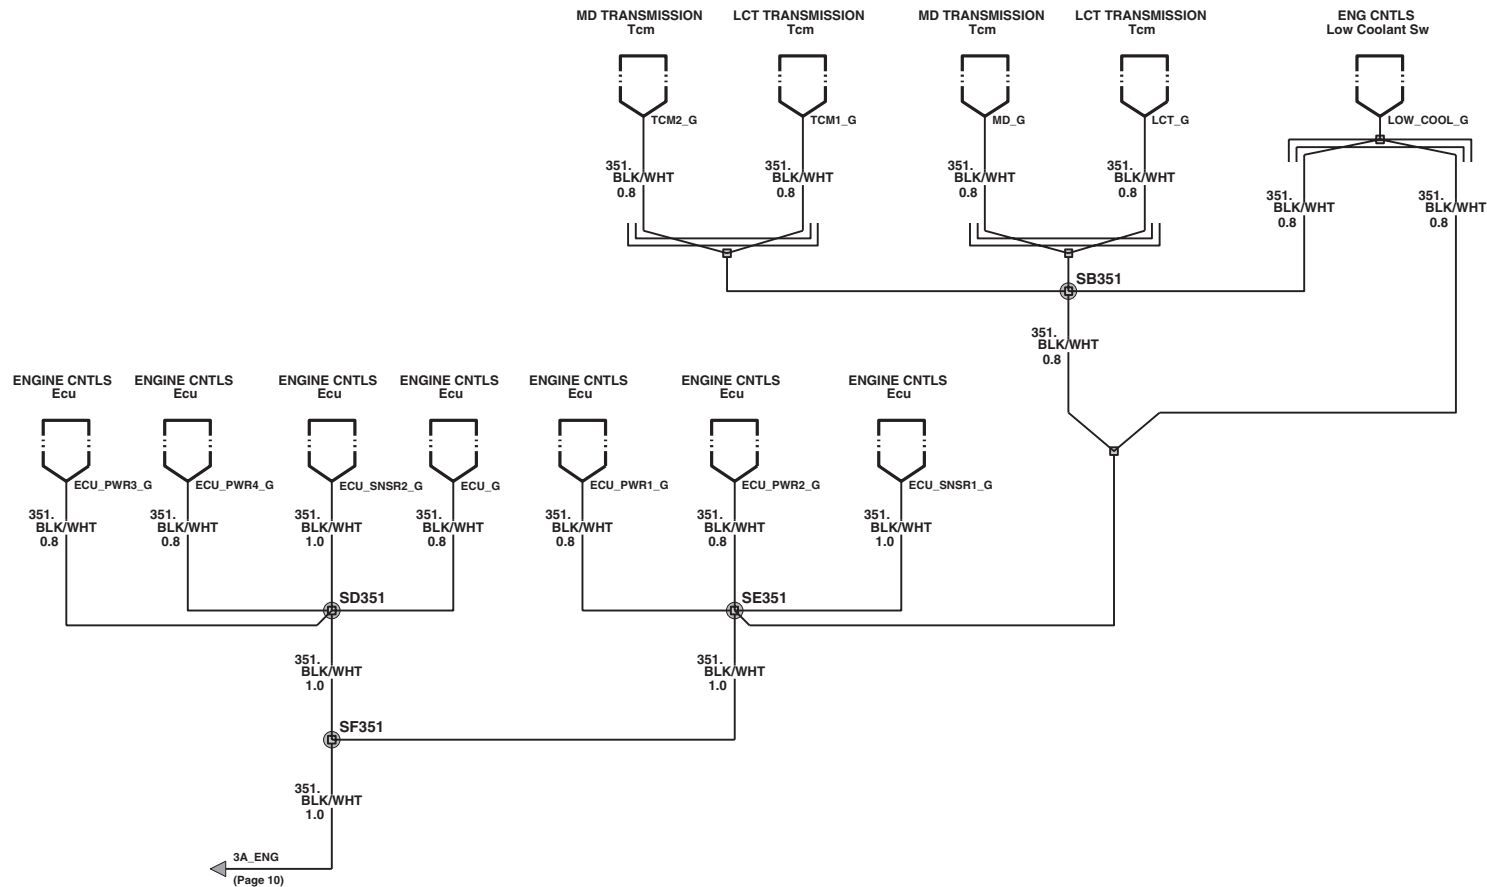 MD TRANSMISSION
Tcm
LCT TRANSMISSION
Tcm
MD TRANSMISSION
Tcm
LCT TRANSMISSION
Tcm
ENG CNTLS
Low Coolant Sw
TCM2_G
TCM1_G
MD_G
LCT_G
LOW_COOL_G
351.
BLK/WHT
0.8
351.
BLK/WHT
0.8
351.
BLK/WHT
0.8
351.
BLK/WHT
0.8
351.
BLK/WHT
0.8
351.
BLK/WHT
0.8
SB351
351.
BLK/WHT
0.8
ENGINE CNTLS
Ecu
ENGINE CNTLS
Ecu
ENGINE CNTLS
Ecu
ENGINE CNTLS
Ecu
ENGINE CNTLS
Ecu
ENGINE CNTLS
Ecu
ENGINE CNTLS
Ecu
ECU_PWR3_G
ECU_PWR4_G
ECU_SNSR2_G
ECU_G
ECU_PWR1_G
ECU_PWR2_G
ECU_SNSR1_G
351.
BLK/WHT
0.8
351.
BLK/WHT
0.8
351.
BLK/WHT
1.0
351.
BLK/WHT
0.8
351.
BLK/WHT
0.8
351.
BLK/WHT
0.8
351.
BLK/WHT
1.0
SD351
SE351
351.
BLK/WHT
1.0
351.
BLK/WHT
1.0
SF351
351.
BLK/WHT
1.0
3A_ENG
(Page 10)